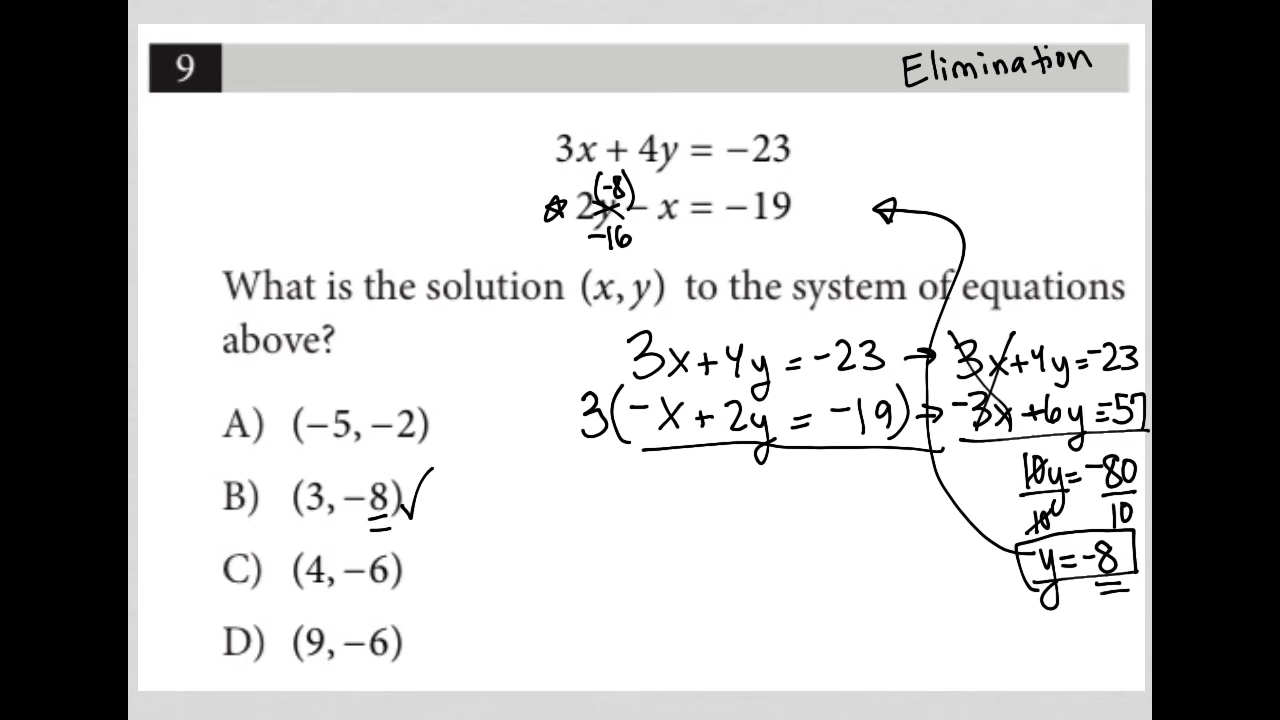 9
Elimination
3x + 4y = −23
(-8)
2y − x = −19
-16
What is the solution (x, y) to the system of equations
above?
3x+4y = -23 → 3x+4y=-23
3(-x + 2y = -19) → -3x +6y = 57
10y = -80
10 10
y = -8
A) (−5, −2)
B) (3, −8) ✓
C) (4, −6)
D) (9, −6)